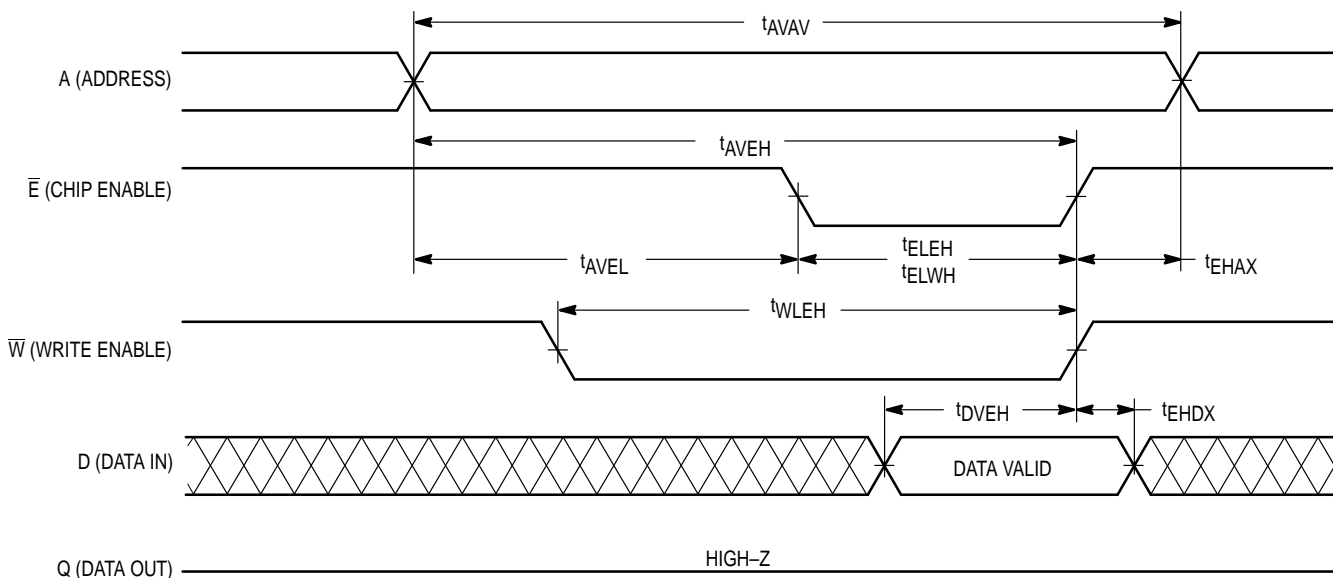 tAVAV
A (ADDRESS)
tAVEH
E̅ (CHIP ENABLE)
tAVEL
tELEH
tELWH
tEHAX
tWLEH
W̅ (WRITE ENABLE)
tDVEH
tEHDX
D (DATA IN)
DATA VALID
HIGH–Z
Q (DATA OUT)